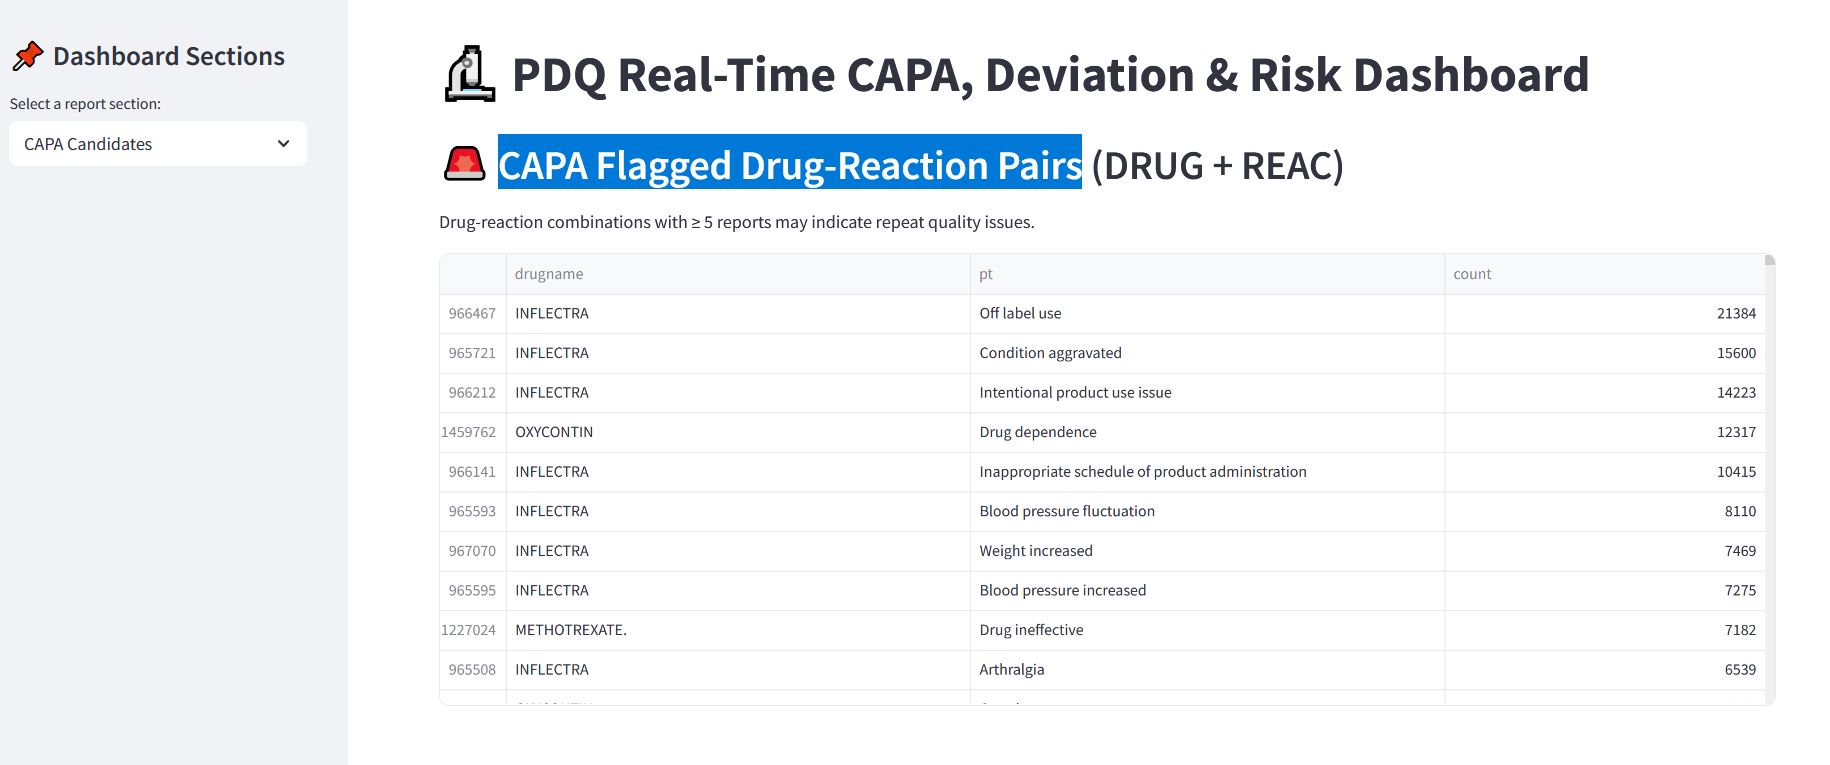 Dashboard Sections
Select a report section:
CAPA Candidates
PDQ Real-Time CAPA, Deviation & Risk Dashboard
CAPA Flagged Drug-Reaction Pairs (DRUG + REAC)
Drug-reaction combinations with ≥ 5 reports may indicate repeat quality issues.
drugname pt count
966467 INFLECTRA Off label use 21384
965721 INFLECTRA Condition aggravated 15600
966212 INFLECTRA Intentional product use issue 14223
1459762 OXYCONTIN Drug dependence 12317
966141 INFLECTRA Inappropriate schedule of product administration 10415
965593 INFLECTRA Blood pressure fluctuation 8110
967070 INFLECTRA Weight increased 7469
965595 INFLECTRA Blood pressure increased 7275
1227024 METHOTREXATE. Drug ineffective 7182
965508 INFLECTRA Arthralgia 6539